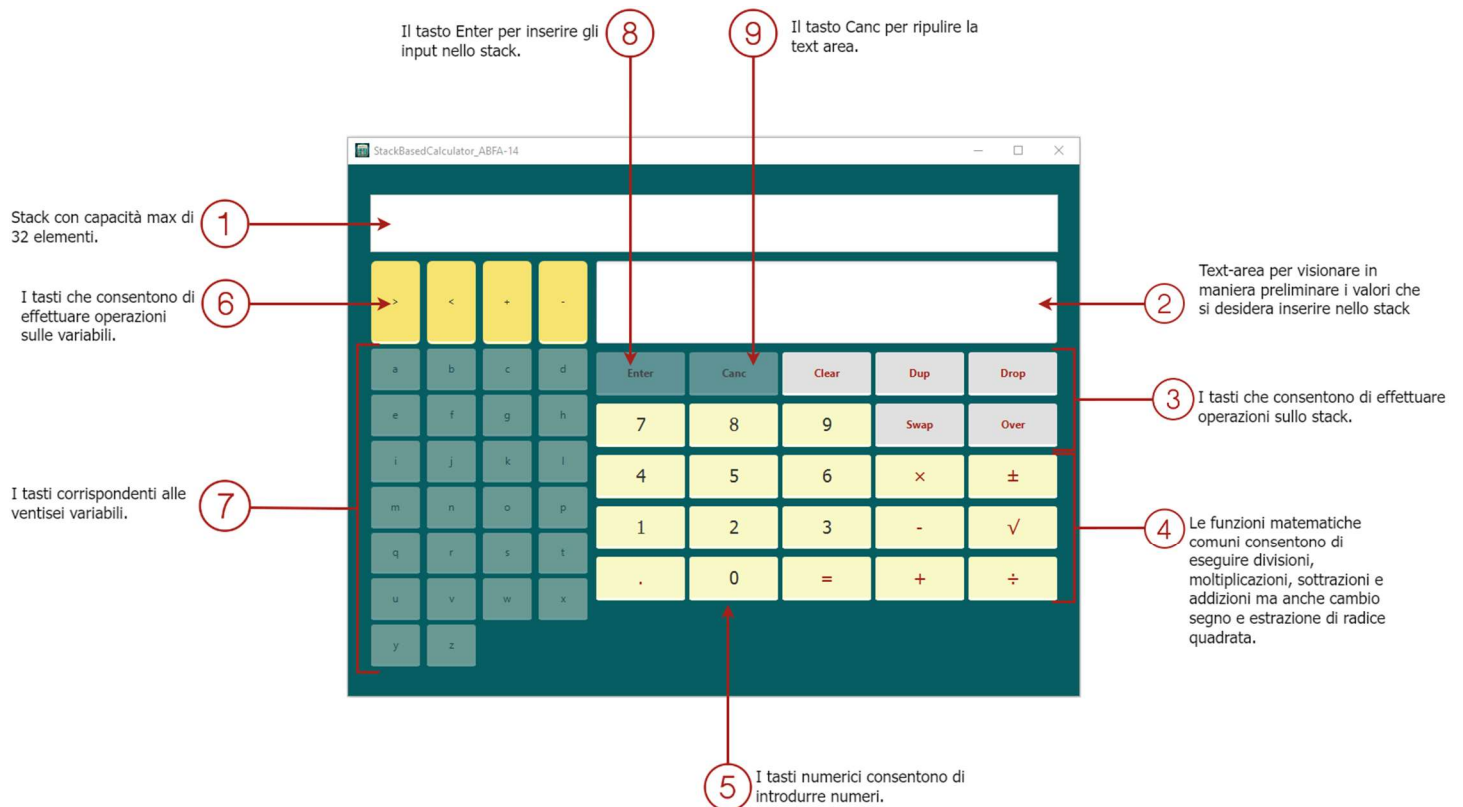 Il tasto Enter per inserire gli
input nello stack.
8
9
Il tasto Canc per ripulire la
text area.
StackBasedCalculator_ABFA-14
Stack con capacità max di
32 elementi.
1
I tasti che consentono di
effettuare operazioni
sulle variabili.
6
> < + -
Text-area per visionare in
maniera preliminare i valori che
si desidera inserire nello stack
2
a b c d
Enter Canc Clear Dup Drop
e f g h
7 8 9 Swap Over
3
I tasti che consentono di effettuare
operazioni sullo stack.
i j k l
4 5 6 × ±
I tasti corrispondenti alle
ventisei variabili.
7
m n o p
1 2 3 - √
4
Le funzioni matematiche
comuni consentono di
eseguire divisioni,
moltiplicazioni, sottrazioni e
addizioni ma anche cambio
segno e estrazione di radice
quadrata.
q r s t
. 0 = + ÷
u v w x
y z
5
I tasti numerici consentono di
introdurre numeri.